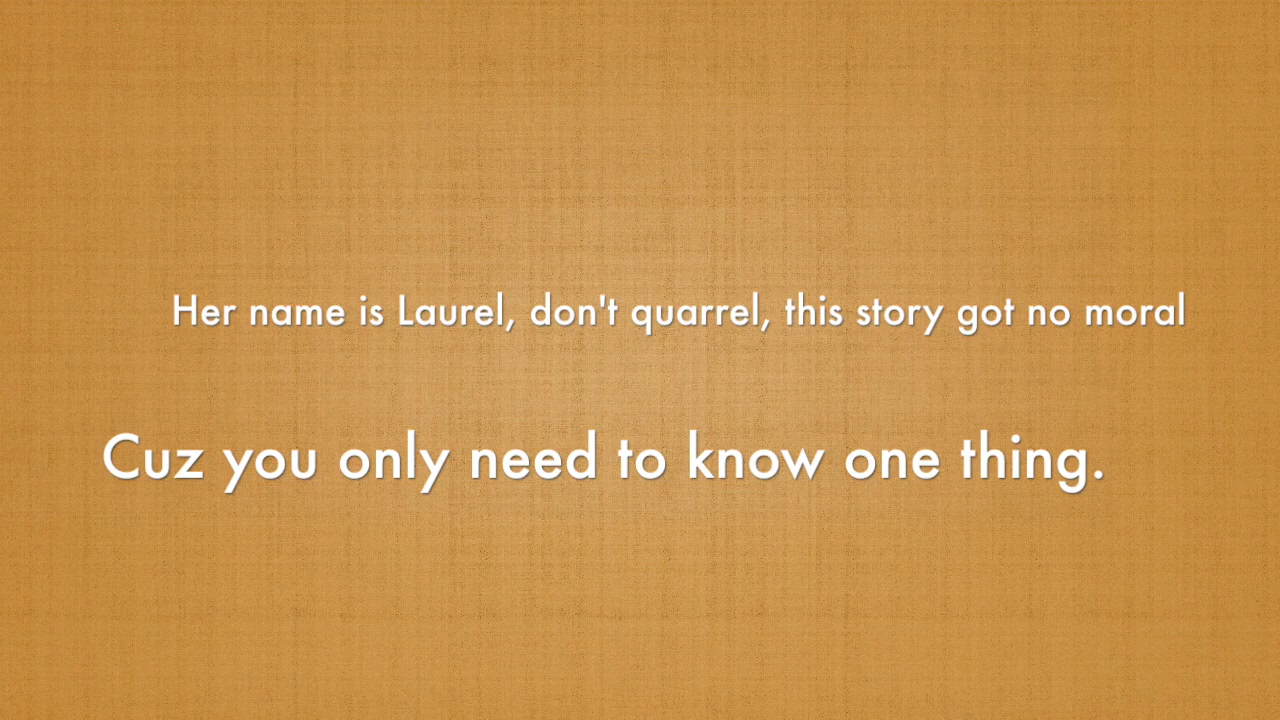 Her name is Laurel, don't quarrel, this story got no moral
Cuz you only need to know one thing.